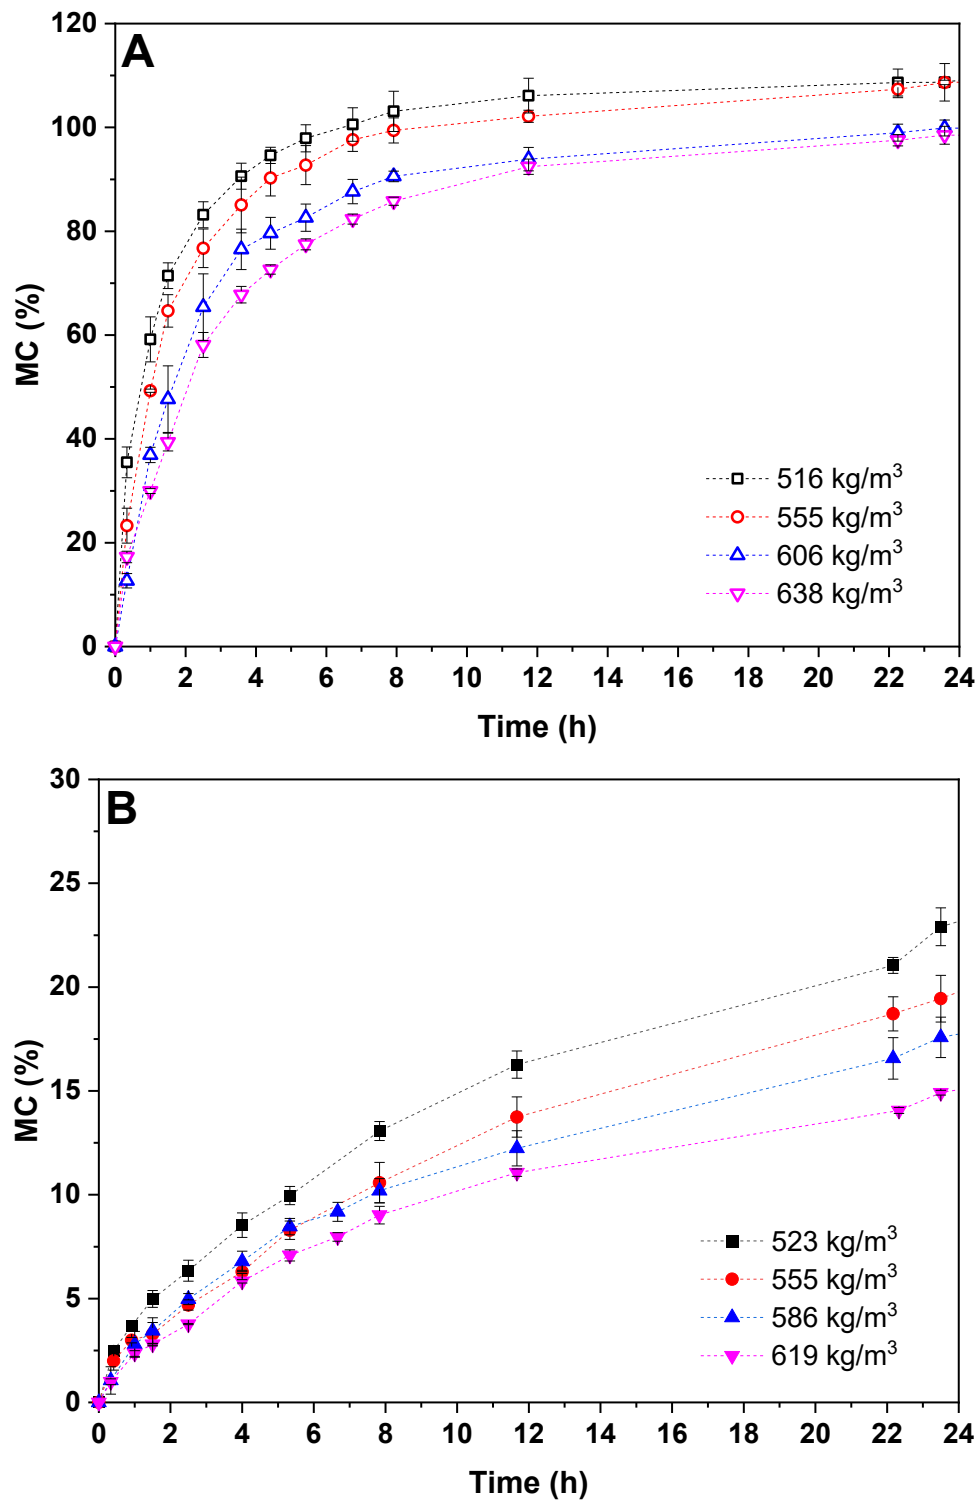 A
120
100
80
60
40
20
0
MC (%)
516 kg/m³
555 kg/m³
606 kg/m³
638 kg/m³
0 2 4 6 8 10 12 14 16 18 20 22 24
Time (h)
B
30
25
20
15
10
5
0
MC (%)
523 kg/m³
555 kg/m³
586 kg/m³
619 kg/m³
0 2 4 6 8 10 12 14 16 18 20 22 24
Time (h)